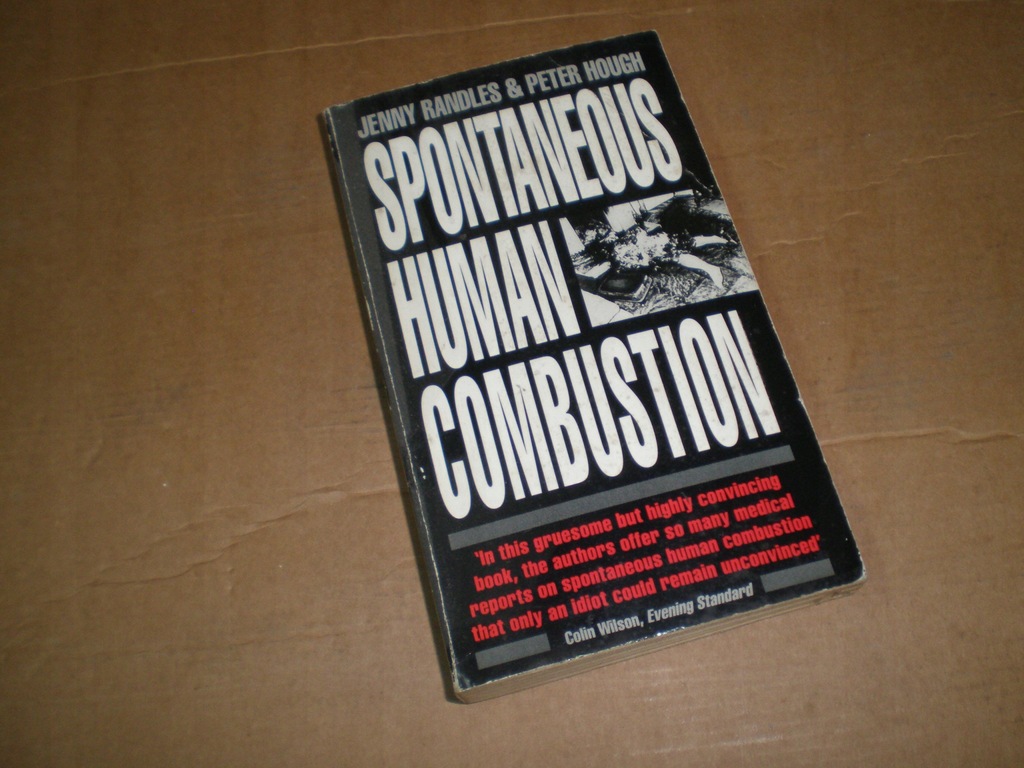 JENNY RANDLES & PETER HOUGH
SPONTANEOUS
HUMAN
COMBUSTION
'In this gruesome but highly convincing
book, the authors offer so many medical
reports on spontaneous human combustion
that only an idiot could remain unconvinced'
Colin Wilson, Evening Standard